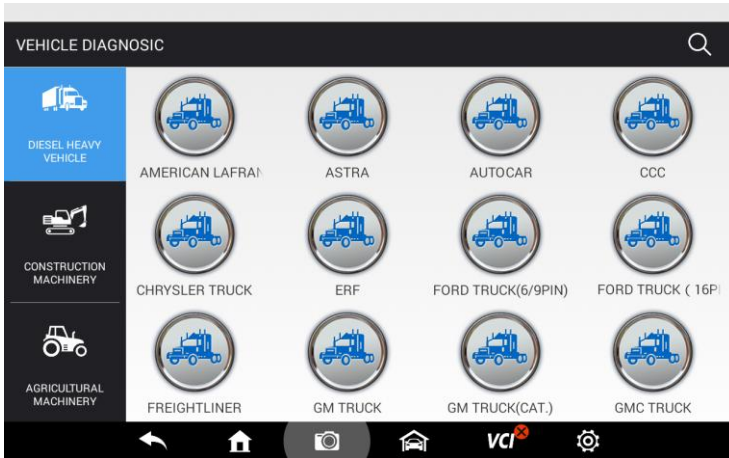 VEHICLE DIAGNOSIC
DIESEL HEAVY
VEHICLE
CONSTRUCTION
MACHINERY
AGRICULTURAL
MACHINERY
AMERICAN LAFRAN
ASTRA
AUTOCAR
CCC
CHRYSLER TRUCK
ERF
FORD TRUCK(6/9PIN)
FORD TRUCK ( 16PI
FREIGHTLINER
GM TRUCK
GM TRUCK(CAT.)
GMC TRUCK
VCI